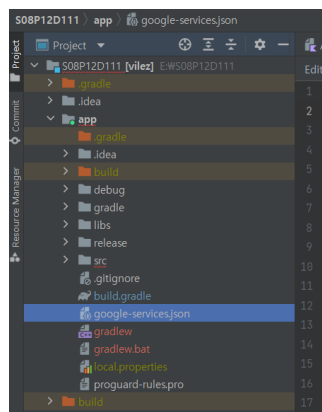 S08P12D111 > app > google-services.json
Project
Project
S08P12D111 [vilez] E:₩S08P12D111
.gradle
.idea
app
.gradle
.idea
build
debug
gradle
libs
release
src
.gitignore
build.gradle
google-services.json
gradlew
gradlew.bat
local.properties
proguard-rules.pro
build
Commit
Resource Manager
Edit
1
2
3
4
5
6
7
8
9
10
11
12
13
14
15
16
17